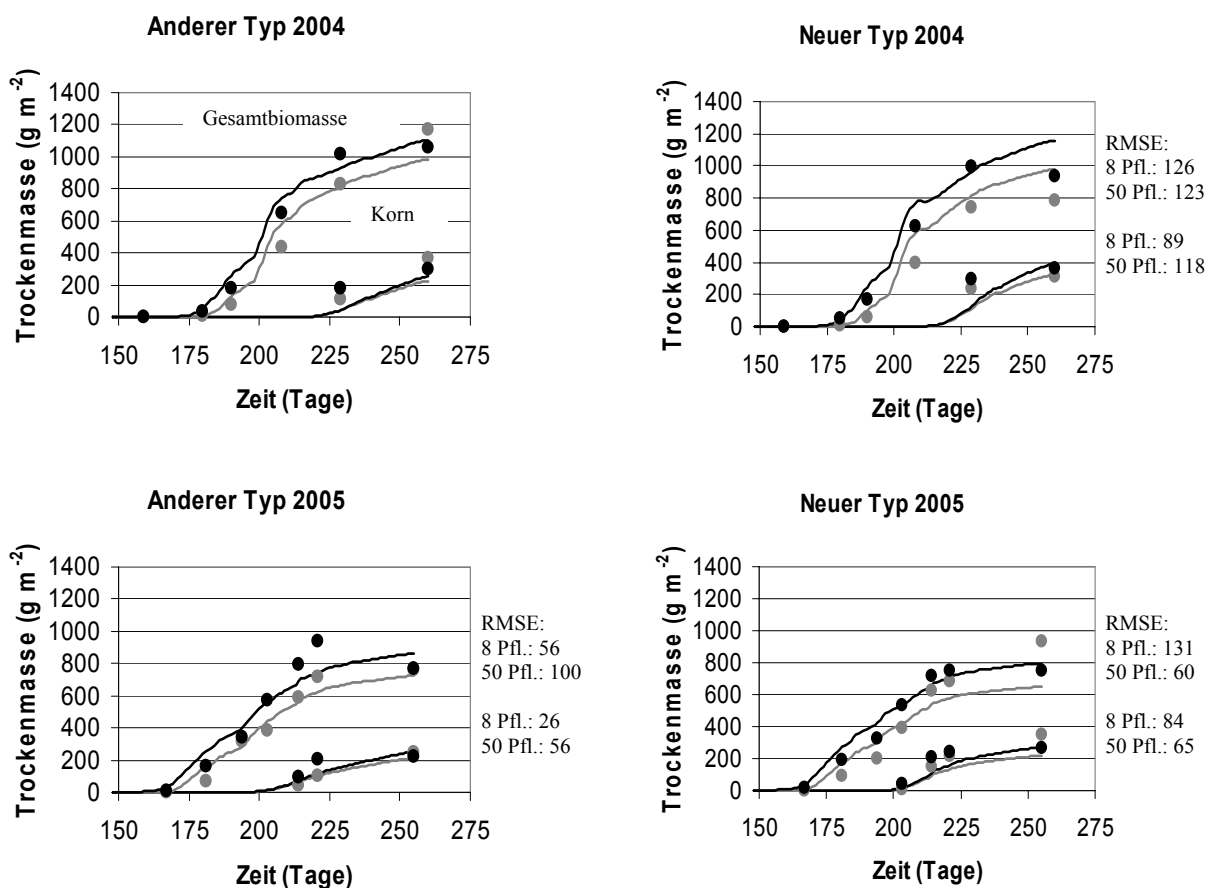 Anderer Typ 2004
Trockenmasse (g m-2)
1400
1200
1000
800
600
400
200
0
Gesamtbiomasse
Korn
150 175 200 225 250 275
Zeit (Tage)
Neuer Typ 2004
Trockenmasse (g m-2)
1400
1200
1000
800
600
400
200
0
150 175 200 225 250 275
Zeit (Tage)
RMSE:
8 Pfl.: 126
50 Pfl.: 123
8 Pfl.: 89
50 Pfl.: 118
Anderer Typ 2005
Trockenmasse (g m-2)
1400
1200
1000
800
600
400
200
0
150 175 200 225 250 275
Zeit (Tage)
RMSE:
8 Pfl.: 56
50 Pfl.: 100
8 Pfl.: 26
50 Pfl.: 56
Neuer Typ 2005
Trockenmasse (g m-2)
1400
1200
1000
800
600
400
200
0
150 175 200 225 250 275
Zeit (Tage)
RMSE:
8 Pfl.: 131
50 Pfl.: 60
8 Pfl.: 84
50 Pfl.: 65